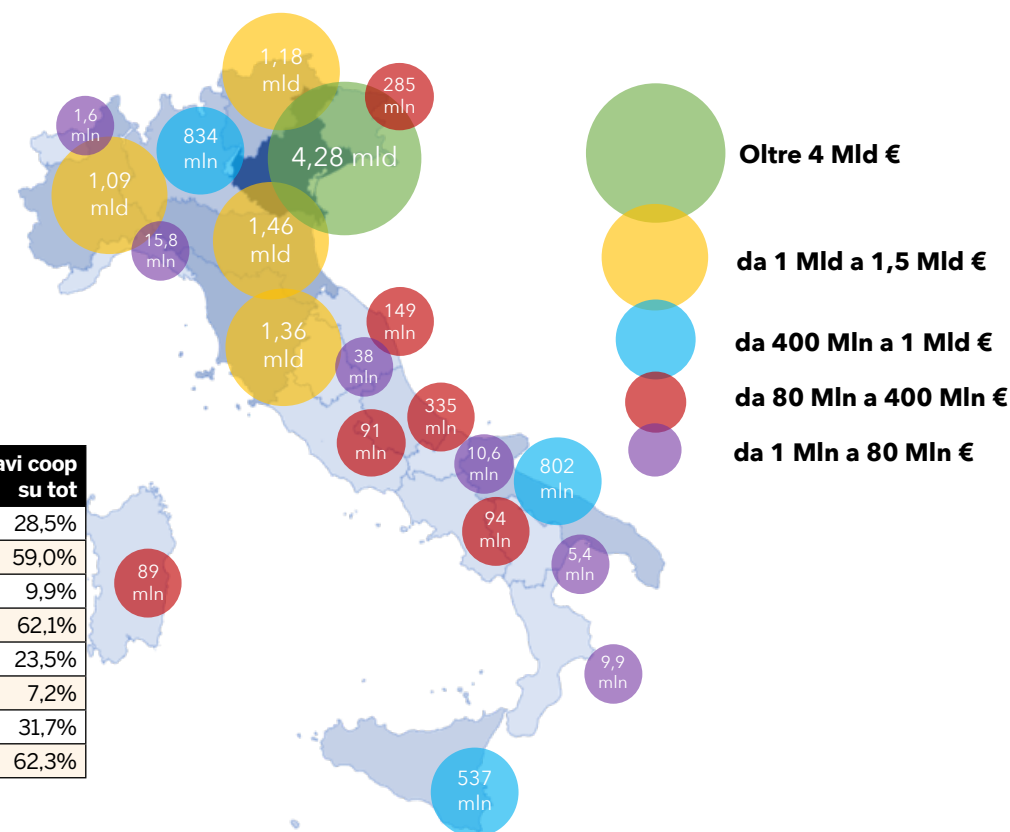 1,18
mld
285
mln
1,6
mln
834
mln
4,28 mld
1,09
mld
1,46
mld
15,8
mln
149
mln
1,36
mld
38
mln
335
mln
91
mln
10,6
mln
802
mln
94
mln
5,4
mln
89
mln
9,9
mln
537
mln
Oltre 4 Mld €
da 1 Mld a 1,5 Mld €
da 400 Mln a 1 Mld €
da 80 Mln a 400 Mln €
da 1 Mln a 80 Mln €
avi coop
su tot
28,5%
59,0%
9,9%
62,1%
23,5%
7,2%
31,7%
62,3%